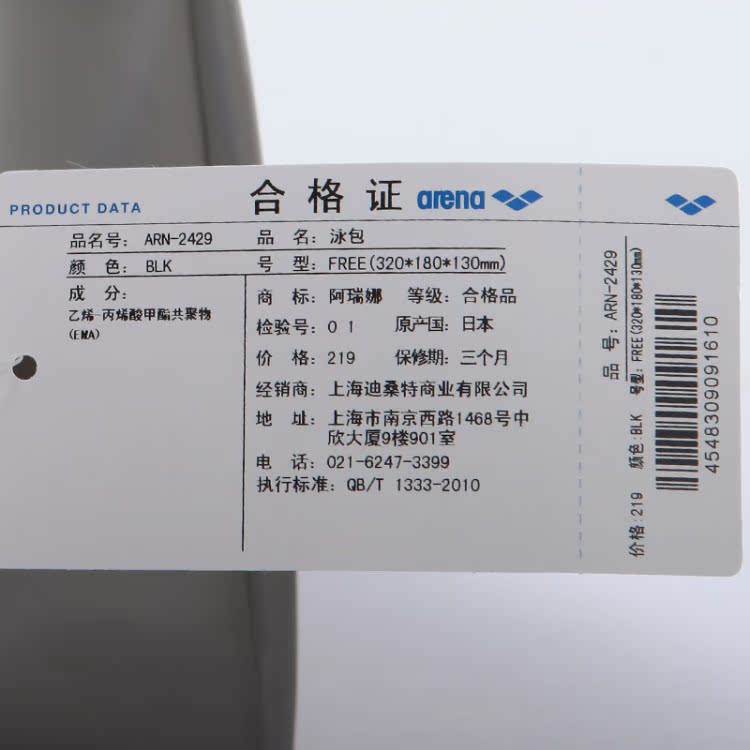 PRODUCT DATA
合格证 arena
品名号: ARN-2429
颜 色: BLK
成 分:
乙烯-丙烯酸甲酯共聚物
(EMA)
品 名: 泳包
号 型: FREE(320*180*130mm)
商 标: 阿瑞娜 等级: 合格品
检验号: 0 1 原产国: 日本
价 格: 219 保修期: 三个月
经销商: 上海迪桑特商业有限公司
地 址: 上海市南京西路1468号中
欣大厦9楼901室
电 话: 021-6247-3399
执行标准: QB/T 1333-2010
品 号: ARN-2429
价格:219 颜色:BLK 号型: FREE(320*180*130mm)
4548309091610